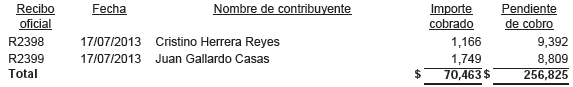 Recibo Fecha Nombre de contribuyente Importe Pendiente
oficial cobrado de cobro
R2398 17/07/2013 Cristino Herrera Reyes 1,166 9,392
R2399 17/07/2013 Juan Gallardo Casas 1,749 8,809
Total $ 70,463 $ 256,825